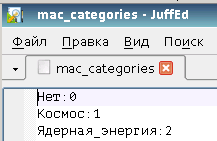 mac_categories - JuffEd
Файл Правка Вид Поиск
mac_categories
Нет:0
Космос:1
Ядерная_энергия:2